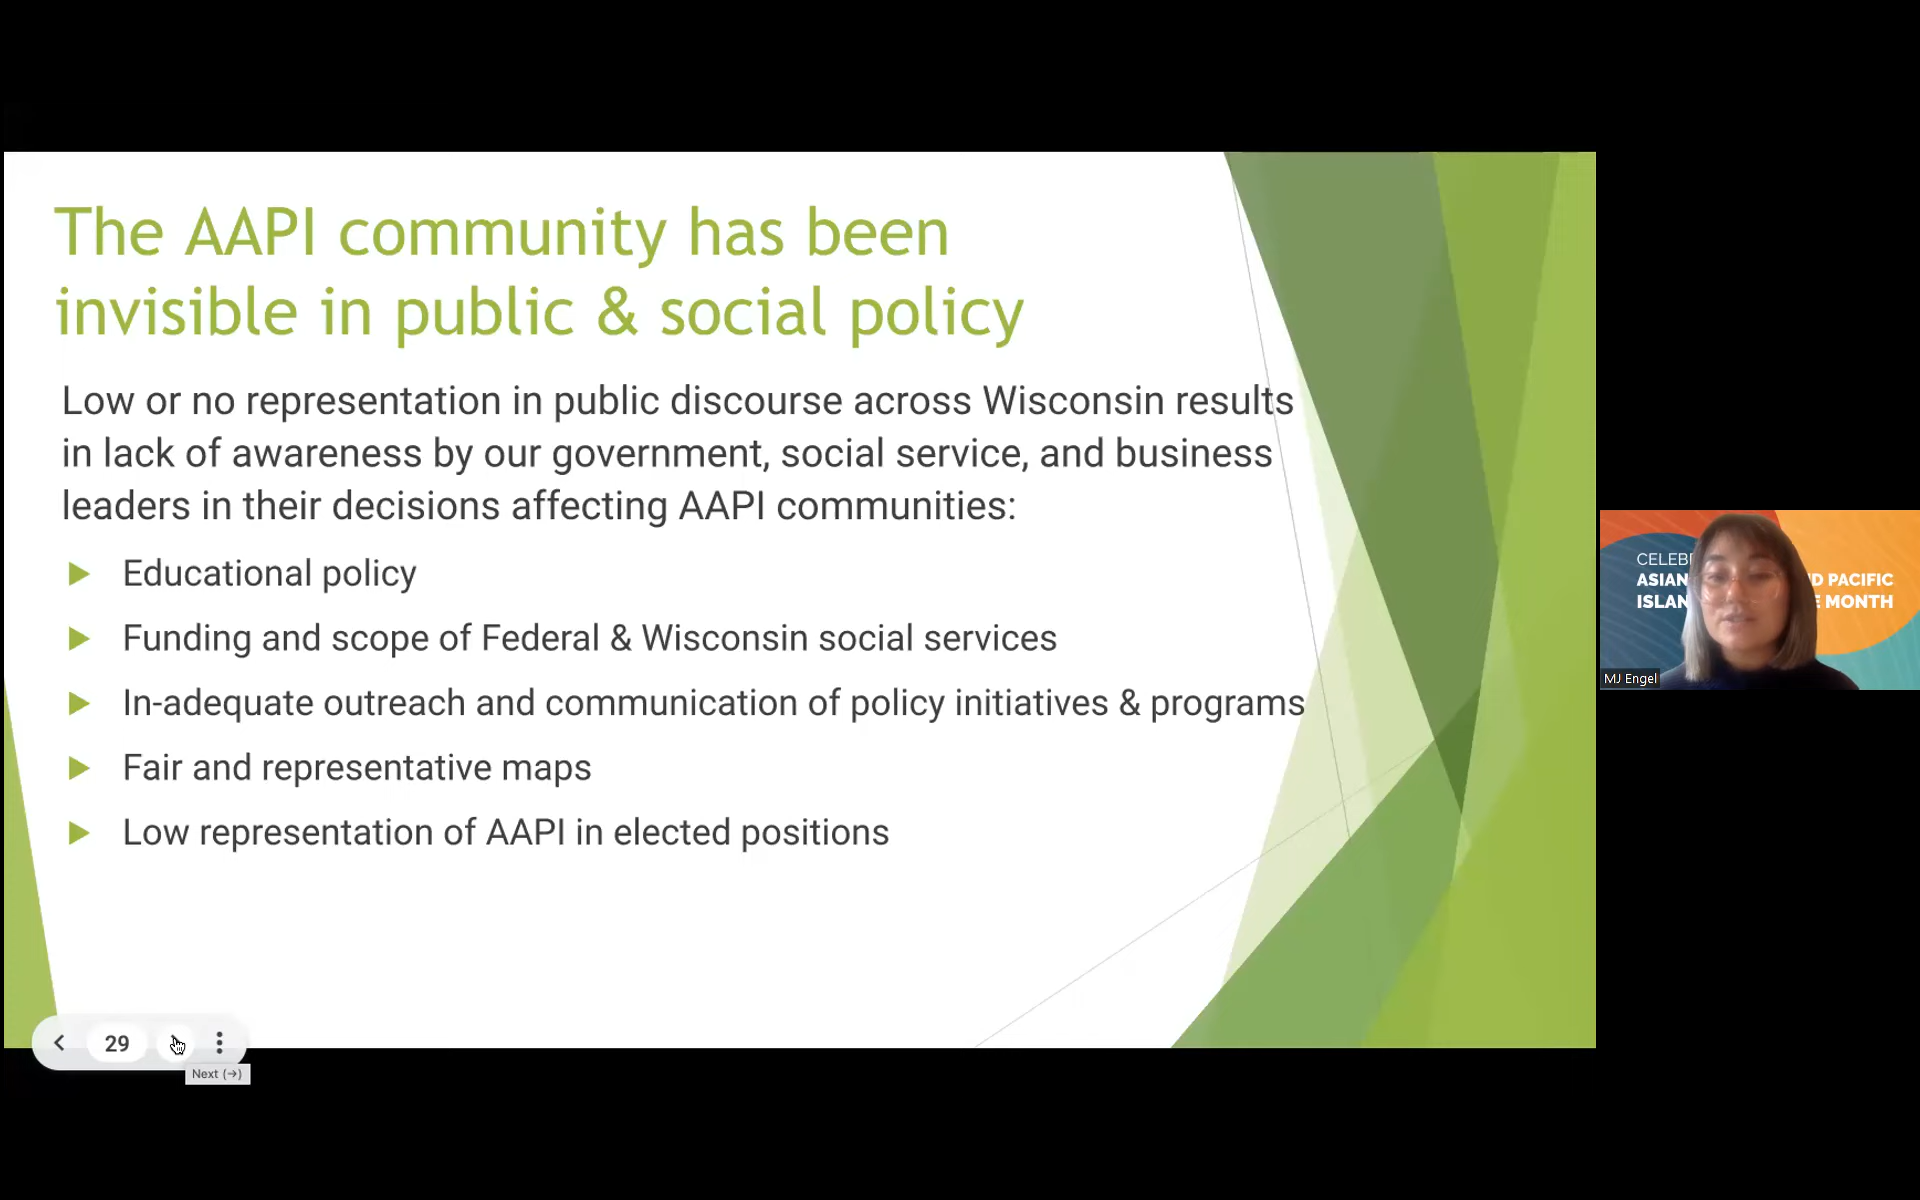 The AAPI community has been
invisible in public & social policy
Low or no representation in public discourse across Wisconsin results
in lack of awareness by our government, social service, and business
leaders in their decisions affecting AAPI communities:
Educational policy
Funding and scope of Federal & Wisconsin social services
In-adequate outreach and communication of policy initiatives & programs
Fair and representative maps
Low representation of AAPI in elected positions
29
Next (→)
CELEB
ASIAN D PACIFIC
ISLAN E MONTH
MJ Engel